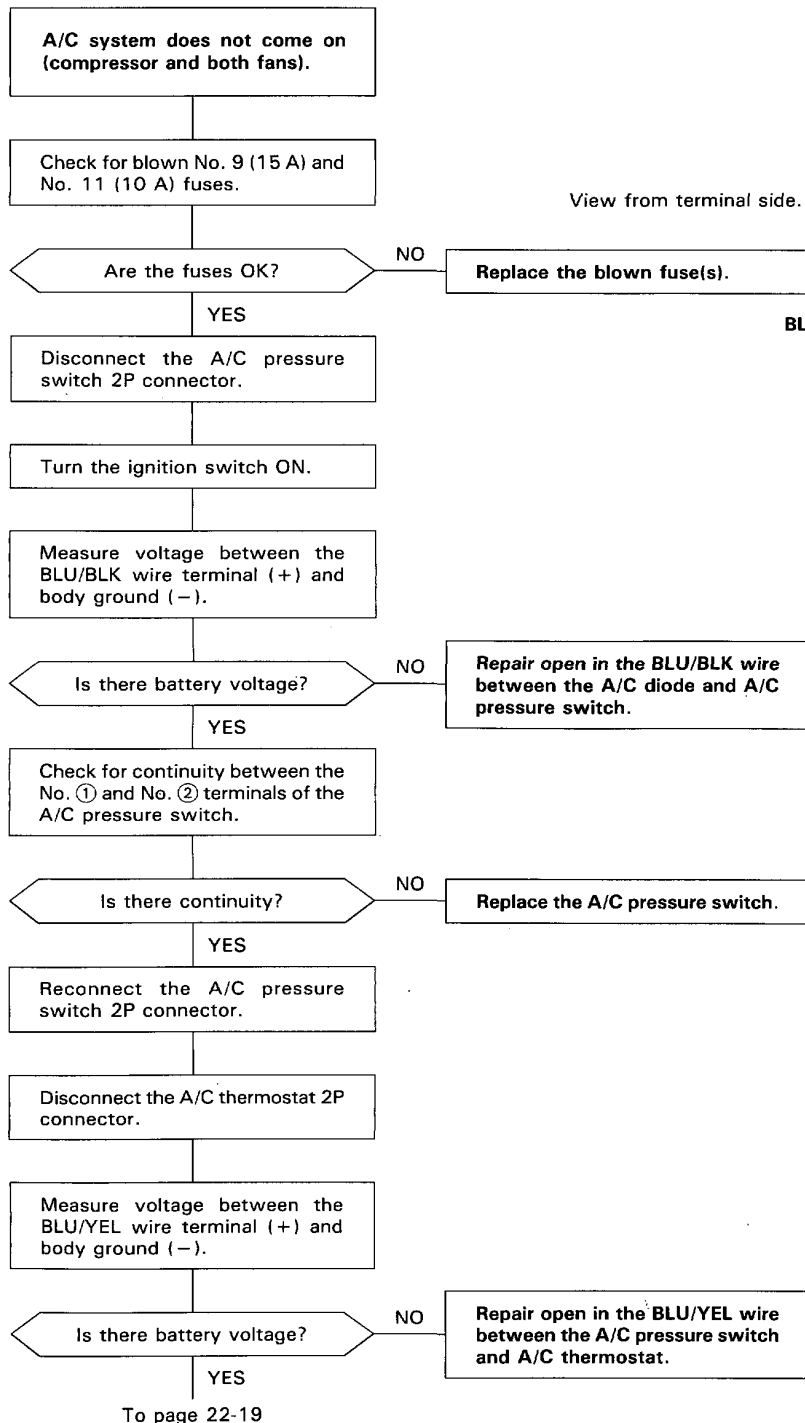 A/C system does not come on
(compressor and both fans).
Check for blown No. 9 (15 A) and
No. 11 (10 A) fuses.
View from terminal side.
Are the fuses OK?
NO
Replace the blown fuse(s).
YES
BL
Disconnect the A/C pressure
switch 2P connector.
Turn the ignition switch ON.
Measure voltage between the
BLU/BLK wire terminal (+) and
body ground (−).
Is there battery voltage?
NO
Repair open in the BLU/BLK wire
between the A/C diode and A/C
pressure switch.
YES
Check for continuity between the
No. ① and No. ② terminals of the
A/C pressure switch.
Is there continuity?
NO
Replace the A/C pressure switch.
YES
Reconnect the A/C pressure
switch 2P connector.
Disconnect the A/C thermostat 2P
connector.
Measure voltage between the
BLU/YEL wire terminal (+) and
body ground (−).
Is there battery voltage?
NO
Repair open in the BLU/YEL wire
between the A/C pressure switch
and A/C thermostat.
YES
To page 22-19